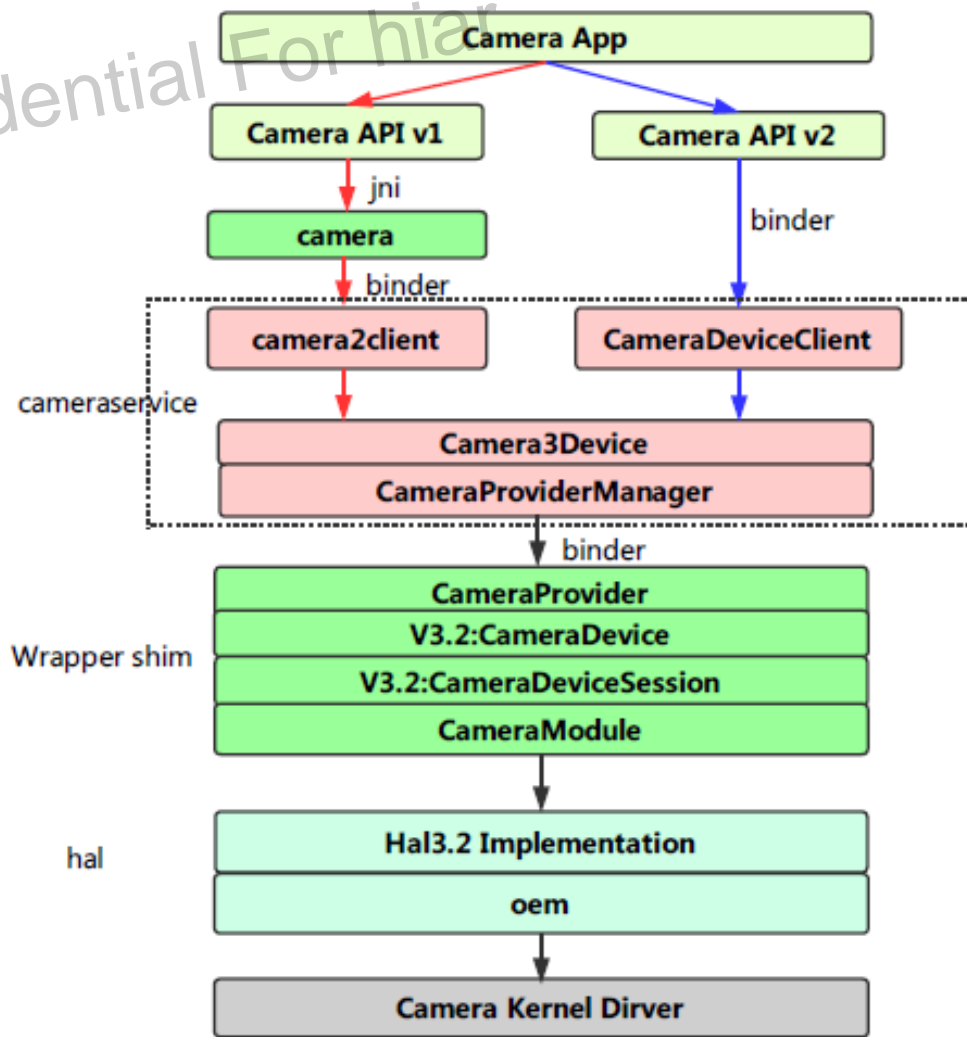 dential For hiar
Camera App
Camera API v1
Camera API v2
jni
binder
camera
binder
camera2client
CameraDeviceClient
cameraservice
Camera3Device
CameraProviderManager
binder
CameraProvider
V3.2:CameraDevice
Wrapper shim
V3.2:CameraDeviceSession
CameraModule
Hal3.2 Implementation
hal
oem
Camera Kernel Dirver